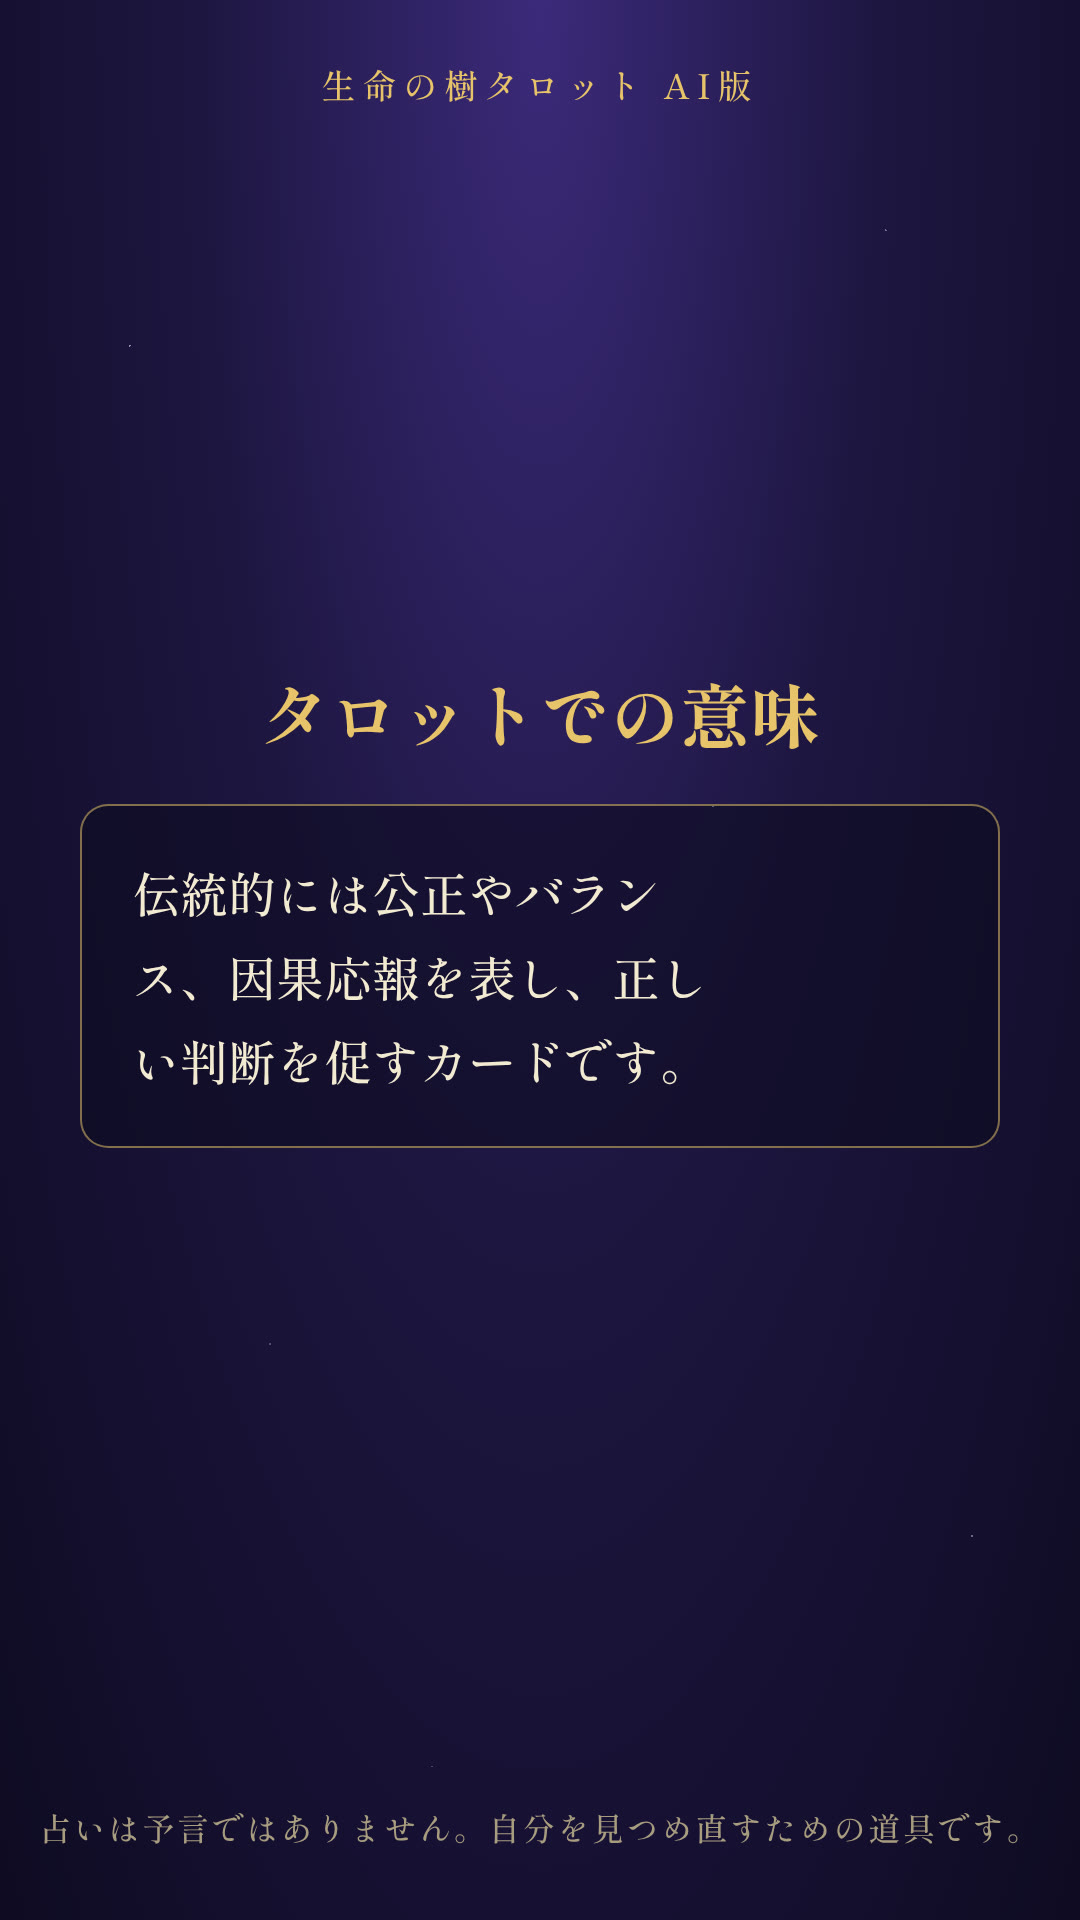 生命の樹タロット AI版
タロットでの意味
伝統的には公正やバラン
ス、因果応報を表し、正し
い判断を促すカードです。
占いは予言ではありません。自分を見つめ直すための道具です。